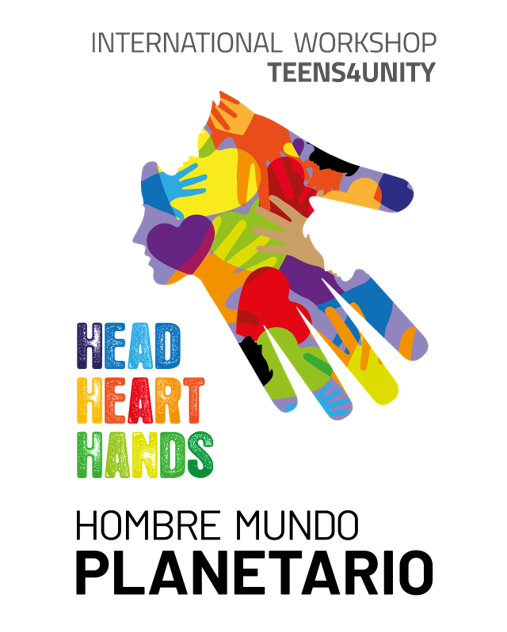 INTERNATIONAL WORKSHOP
TEENS4UNITY
HEAD
HEART
HANDS
HOMBRE MUNDO
PLANETARIO